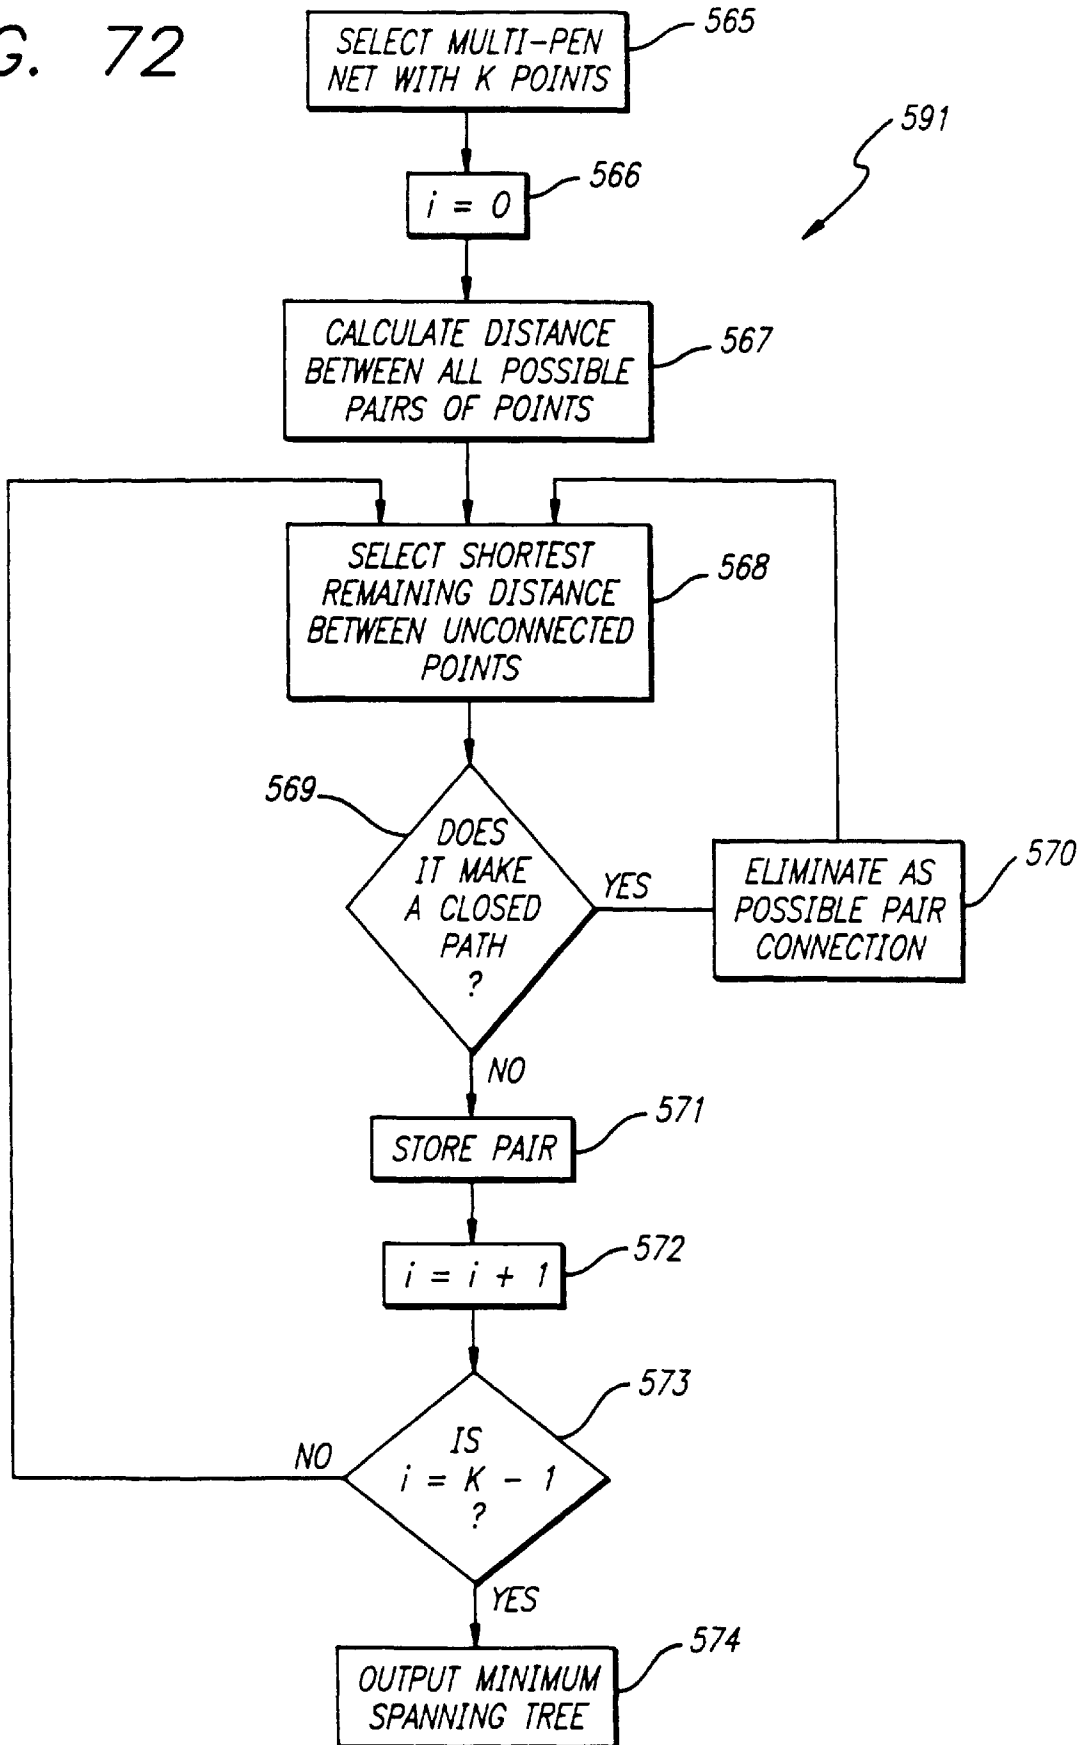 G. 72
SELECT MULTI-PEN
NET WITH K POINTS
565
591
i = 0
566
CALCULATE DISTANCE
BETWEEN ALL POSSIBLE
PAIRS OF POINTS
567
SELECT SHORTEST
REMAINING DISTANCE
BETWEEN UNCONNECTED
POINTS
568
569
DOES
IT MAKE
A CLOSED
PATH
?
YES
ELIMINATE AS
POSSIBLE PAIR
CONNECTION
570
NO
STORE PAIR
571
i = i + 1
572
573
IS
i = K - 1
?
NO
YES
OUTPUT MINIMUM
SPANNING TREE
574